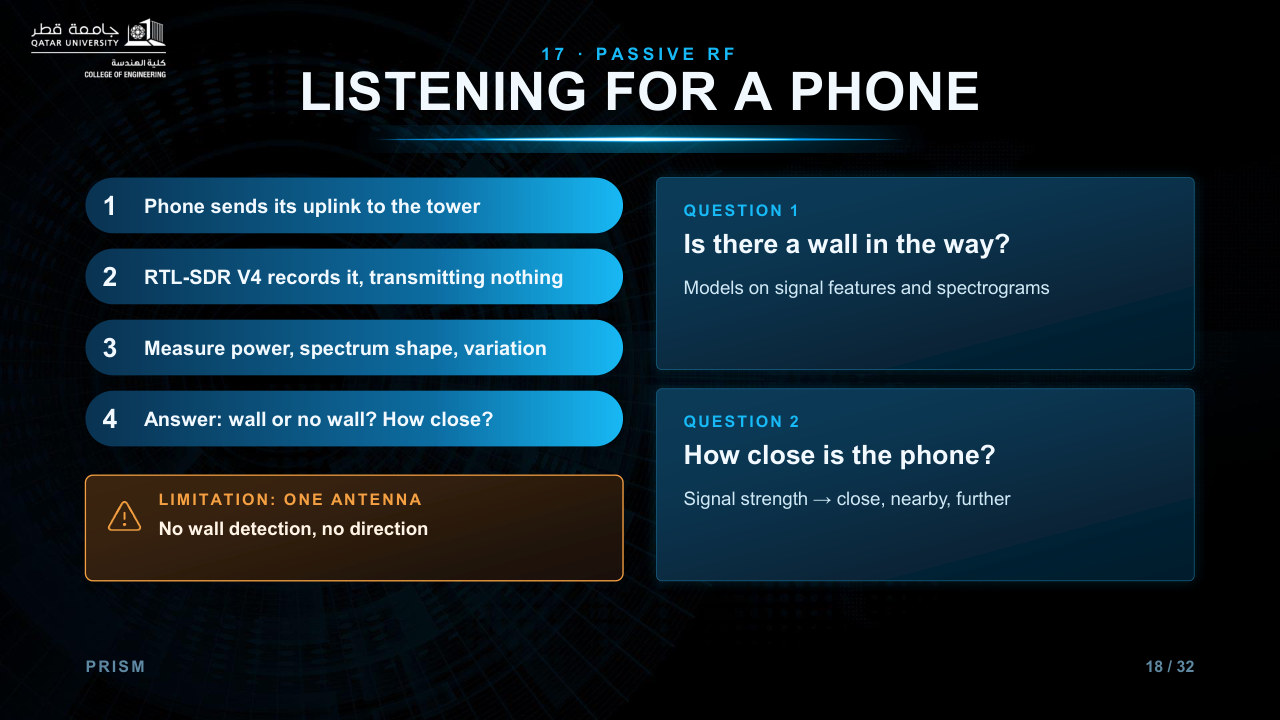 جامعة قطر
QATAR UNIVERSITY
كلية الهندسة
COLLEGE OF ENGINEERING
17 · PASSIVE RF
LISTENING FOR A PHONE
1 Phone sends its uplink to the tower
2 RTL-SDR V4 records it, transmitting nothing
3 Measure power, spectrum shape, variation
4 Answer: wall or no wall? How close?
LIMITATION: ONE ANTENNA
No wall detection, no direction
QUESTION 1
Is there a wall in the way?
Models on signal features and spectrograms
QUESTION 2
How close is the phone?
Signal strength → close, nearby, further
PRISM
18 / 32